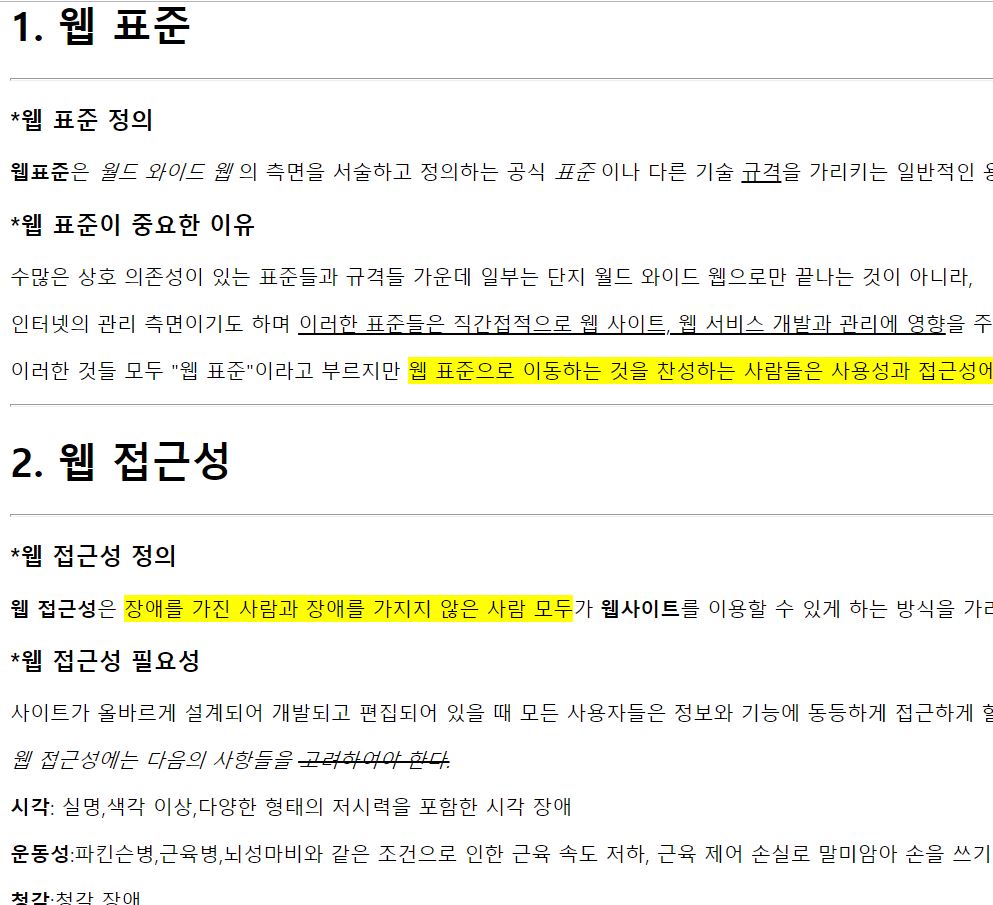 1. 웹 표준
*웹 표준 정의
웹표준은 월드 와이드 웹 의 측면을 서술하고 정의하는 공식 표준 이나 다른 기술 규격을 가리키는 일반적인
*웹 표준이 중요한 이유
수많은 상호 의존성이 있는 표준들과 규격들 가운데 일부는 단지 월드 와이드 웹으로만 끝나는 것이 아니라,
인터넷의 관리 측면이기도 하며 이러한 표준들은 직간접적으로 웹 사이트, 웹 서비스 개발과 관리에 영향을 주
이러한 것들 모두 "웹 표준"이라고 부르지만 웹 표준으로 이동하는 것을 찬성하는 사람들은 사용성과 접근성에
2. 웹 접근성
*웹 접근성 정의
웹 접근성은 장애를 가진 사람과 장애를 가지지 않은 사람 모두가 웹사이트를 이용할 수 있게 하는 방식을
*웹 접근성 필요성
사이트가 올바르게 설계되어 개발되고 편집되어 있을 때 모든 사용자들은 정보와 기능에 동등하게 접근하게
웹 접근성에는 다음의 사항들을 고려하여야 한다.
시각: 실명,색각 이상,다양한 형태의 저시력을 포함한 시각 장애
운동성:파킨슨병,근육병,뇌성마비와 같은 조건으로 인한 근육 속도 저하, 근육 제어 손실로 말미암아 손을 쓰기
청각:청각 장애